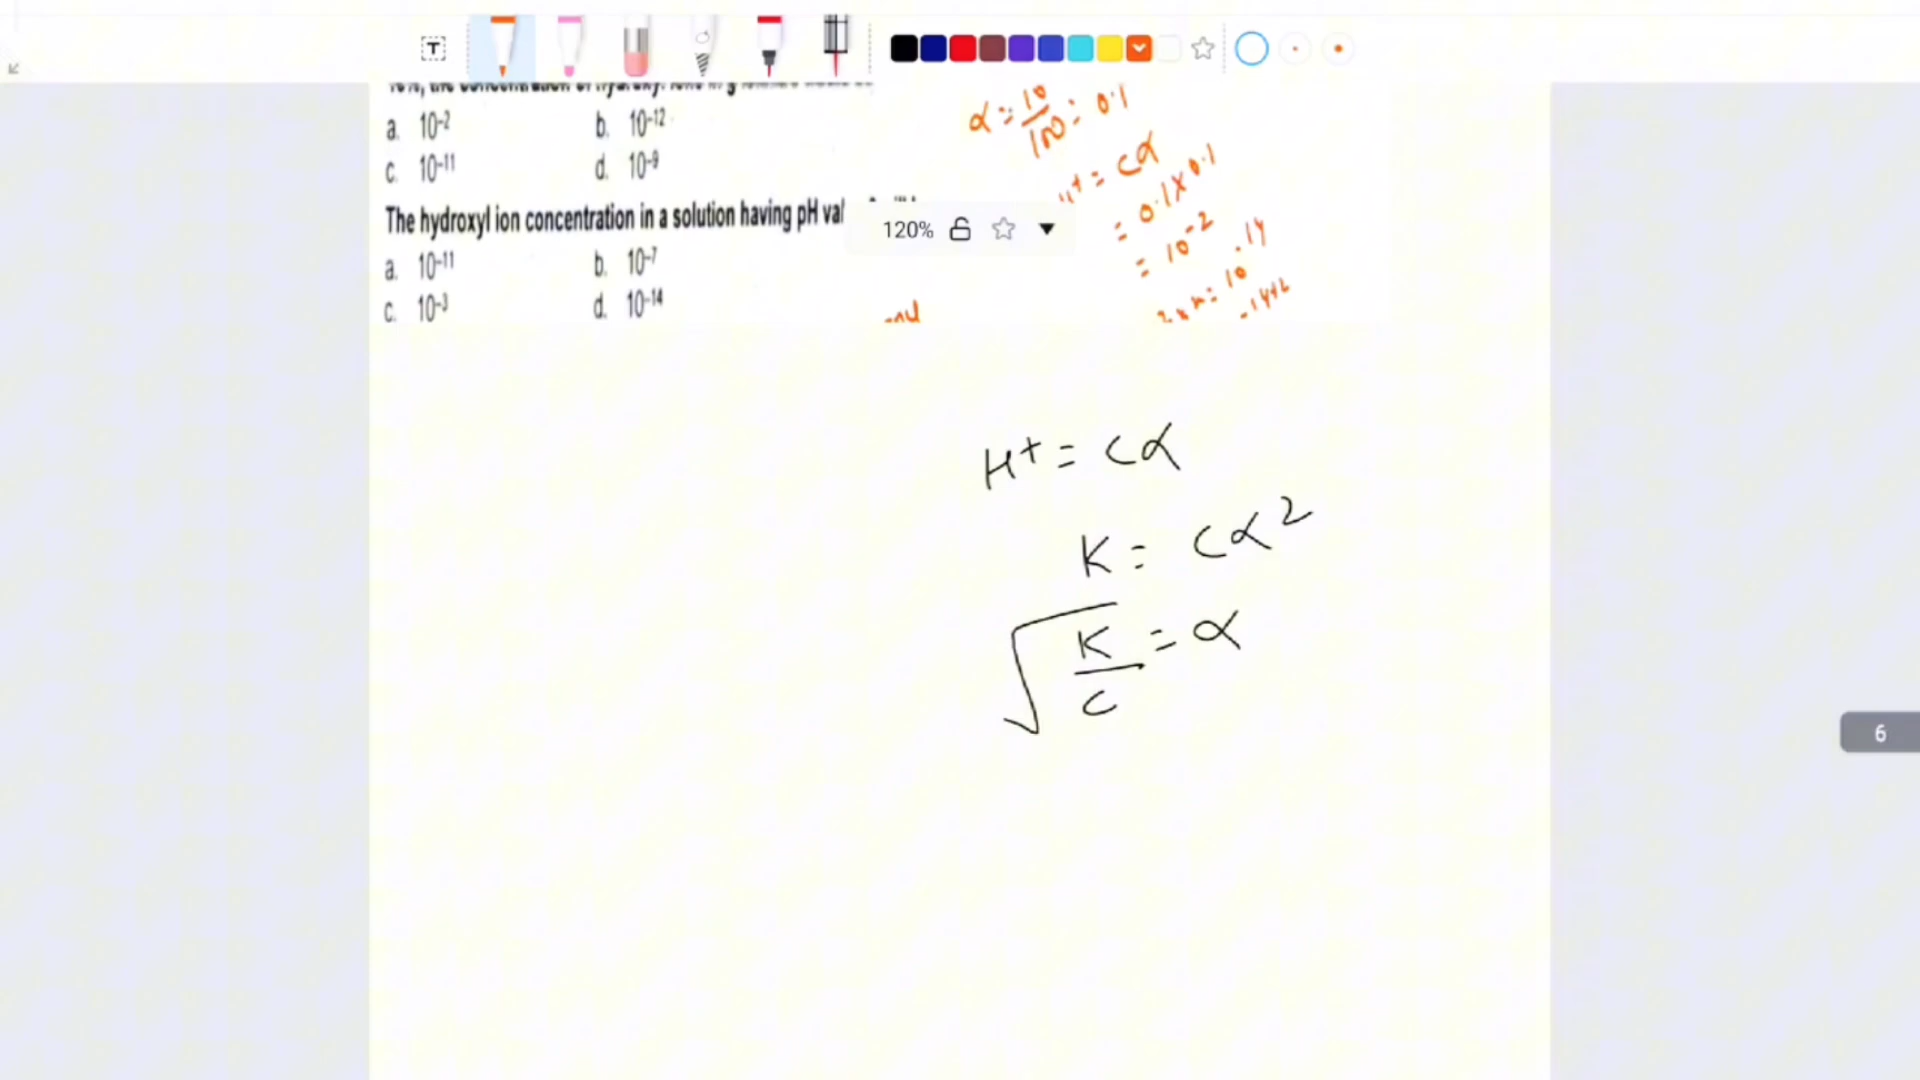 T
a. 10-2 b. 10-12
c. 10-11 d. 10-9
The hydroxyl ion concentration in a solution having pH val
a. 10-11 b. 10-7
c. 10-3 d. 10-14
120%
α = 10/100 = 0.1
H+ = cα
= 0.1 x 0.1
= 10-2
H+ = cα
K = cα2
√K/c = α
6